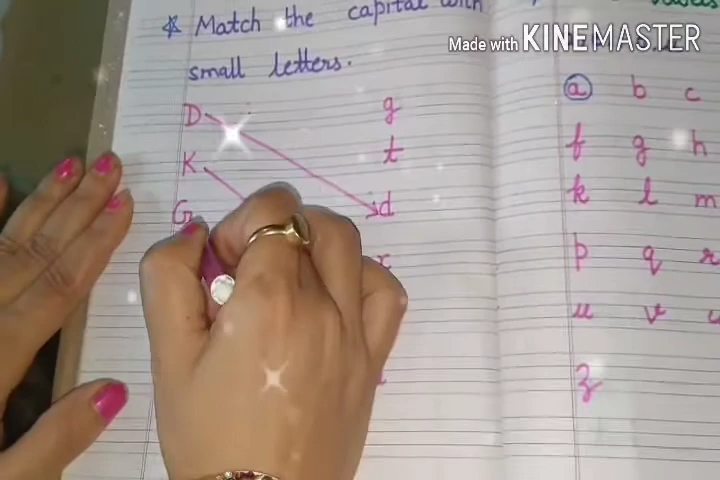 Made with KINEMASTER
☆ Match the capital with
small letters.
D g
K t
G d
r
a b c
f g h
k l m
p q r
u v
z